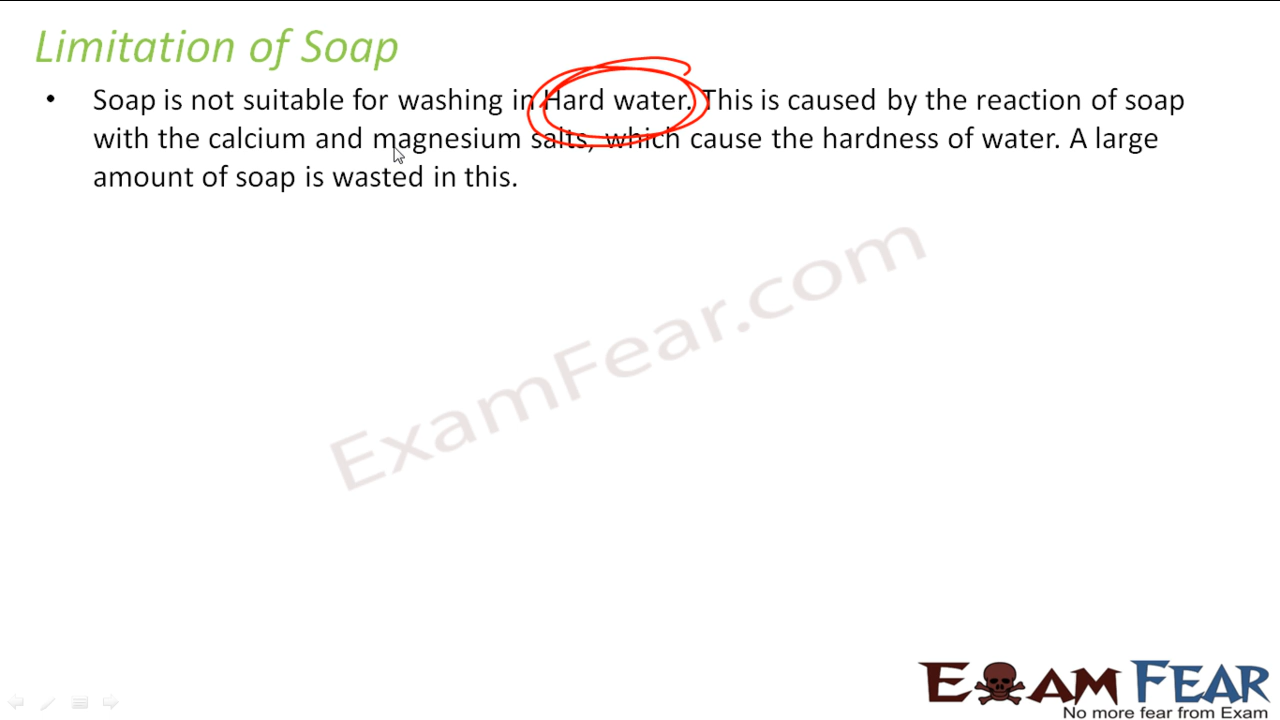 Limitation of Soap
• Soap is not suitable for washing in Hard water. This is caused by the reaction of soap
with the calcium and magnesium salts, which cause the hardness of water. A large
amount of soap is wasted in this.
ExamFear.com
EXAM FEAR
No more fear from Exam